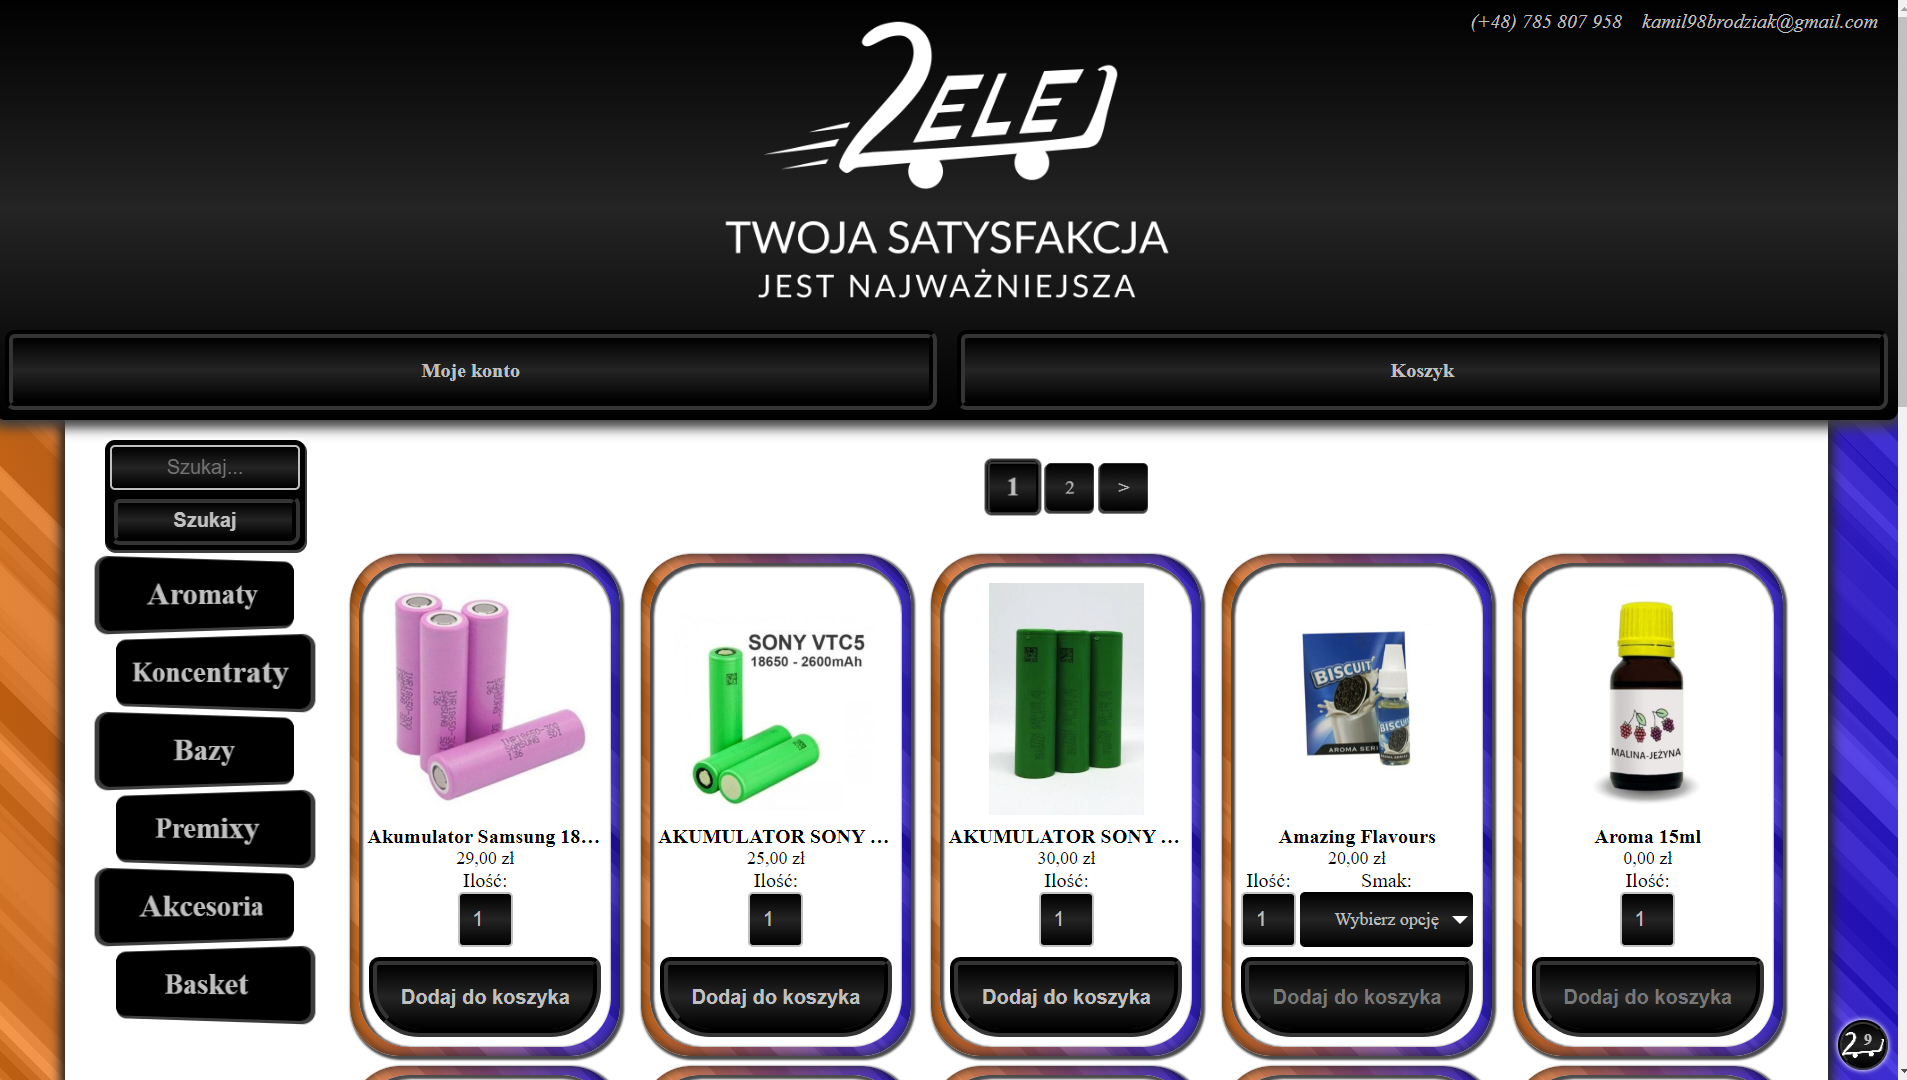 (+48) 785 807 958 kamil98brodziak@gmail.com
2ELEJ
TWOJA SATYSFAKCJA
JEST NAJWAŻNIEJSZA
Moje konto
Koszyk
Szukaj...
Szukaj
Aromaty
Koncentraty
Bazy
Premixy
Akcesoria
Basket
1
2
>
SONY VTC5
18650 - 2600mAh
BISCUIT
BISCUIT
MALINA-JEŻYNA
Akumulator Samsung 18...
29,00 zł
Ilość:
1
Dodaj do koszyka
AKUMULATOR SONY ...
25,00 zł
Ilość:
1
Dodaj do koszyka
AKUMULATOR SONY ...
30,00 zł
Ilość:
1
Dodaj do koszyka
Amazing Flavours
20,00 zł
Ilość:
Smak:
1
Wybierz opcję
Dodaj do koszyka
Aroma 15ml
0,00 zł
Ilość:
1
Dodaj do koszyka
9